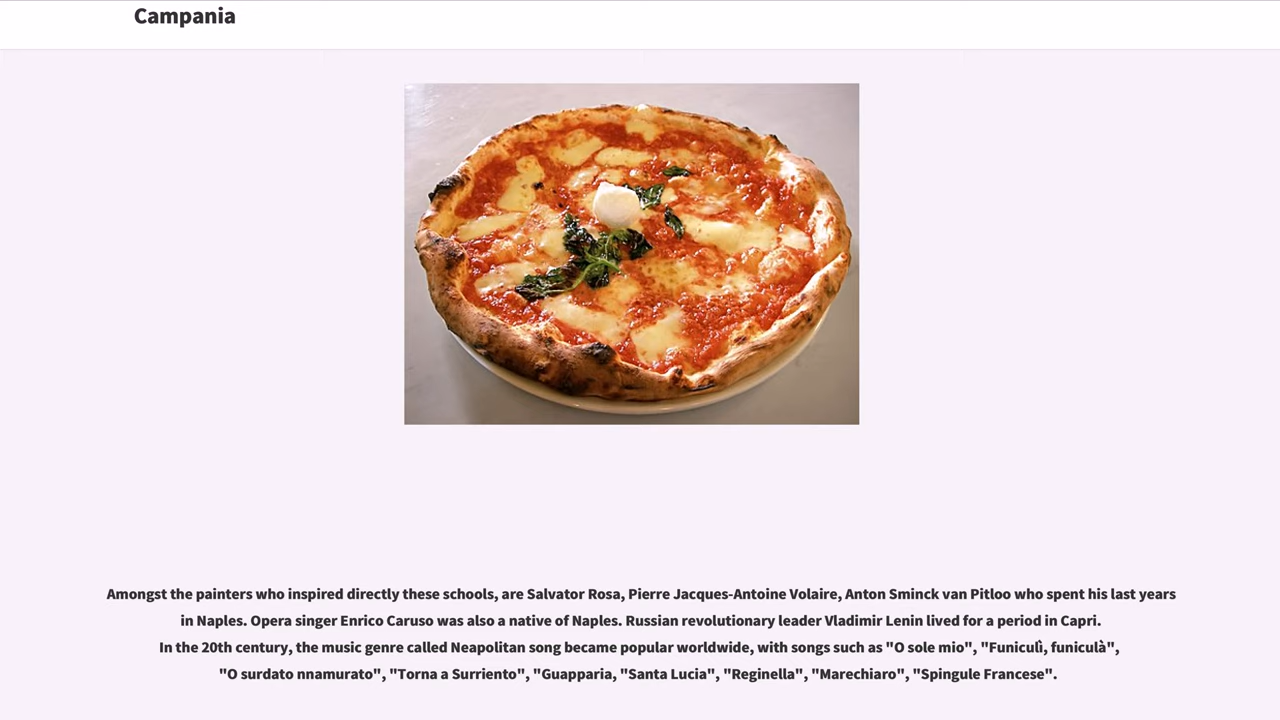 Campania
Amongst the painters who inspired directly these schools, are Salvator Rosa, Pierre Jacques-Antoine Volaire, Anton Sminck van Pitloo who spent his last years
in Naples. Opera singer Enrico Caruso was also a native of Naples. Russian revolutionary leader Vladimir Lenin lived for a period in Capri.
In the 20th century, the music genre called Neapolitan song became popular worldwide, with songs such as "O sole mio", "Funiculì, funiculà",
"O surdato nnamurato", "Torna a Surriento", "Guapparia, "Santa Lucia", "Reginella", "Marechiaro", "Spingule Francese".